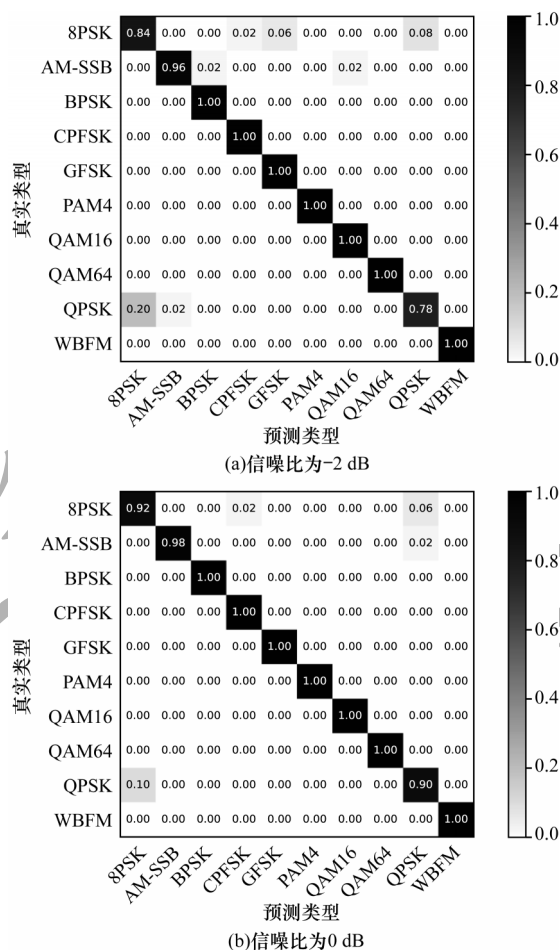 8PSK 0.84 0.00 0.00 0.02 0.06 0.00 0.00 0.00 0.08 0.00
AM-SSB 0.00 0.96 0.02 0.00 0.00 0.00 0.02 0.00 0.00 0.00
BPSK 0.00 0.00 1.00 0.00 0.00 0.00 0.00 0.00 0.00 0.00
CPFSK 0.00 0.00 0.00 1.00 0.00 0.00 0.00 0.00 0.00 0.00
GFSK 0.00 0.00 0.00 0.00 1.00 0.00 0.00 0.00 0.00 0.00
PAM4 0.00 0.00 0.00 0.00 0.00 1.00 0.00 0.00 0.00 0.00
QAM16 0.00 0.00 0.00 0.00 0.00 0.00 1.00 0.00 0.00 0.00
QAM64 0.00 0.00 0.00 0.00 0.00 0.00 0.00 1.00 0.00 0.00
QPSK 0.20 0.02 0.00 0.00 0.00 0.00 0.00 0.00 0.78 0.00
WBFM 0.00 0.00 0.00 0.00 0.00 0.00 0.00 0.00 0.00 1.00
真实类型
8PSK AM-SSB BPSK CPFSK GFSK PAM4 QAM16 QAM64 QPSK WBFM
预测类型
1.0
0.8
0.6
0.4
0.2
0.0
(a)信噪比为−2 dB
8PSK 0.92 0.00 0.00 0.02 0.00 0.00 0.00 0.00 0.06 0.00
AM-SSB 0.00 0.98 0.00 0.00 0.00 0.00 0.00 0.00 0.02 0.00
BPSK 0.00 0.00 1.00 0.00 0.00 0.00 0.00 0.00 0.00 0.00
CPFSK 0.00 0.00 0.00 1.00 0.00 0.00 0.00 0.00 0.00 0.00
GFSK 0.00 0.00 0.00 0.00 1.00 0.00 0.00 0.00 0.00 0.00
PAM4 0.00 0.00 0.00 0.00 0.00 1.00 0.00 0.00 0.00 0.00
QAM16 0.00 0.00 0.00 0.00 0.00 0.00 1.00 0.00 0.00 0.00
QAM64 0.00 0.00 0.00 0.00 0.00 0.00 0.00 1.00 0.00 0.00
QPSK 0.10 0.00 0.00 0.00 0.00 0.00 0.00 0.00 0.90 0.00
WBFM 0.00 0.00 0.00 0.00 0.00 0.00 0.00 0.00 0.00 1.00
真实类型
8PSK AM-SSB BPSK CPFSK GFSK PAM4 QAM16 QAM64 QPSK WBFM
预测类型
1.0
0.8
0.6
0.4
0.2
0.0
(b)信噪比为0 dB